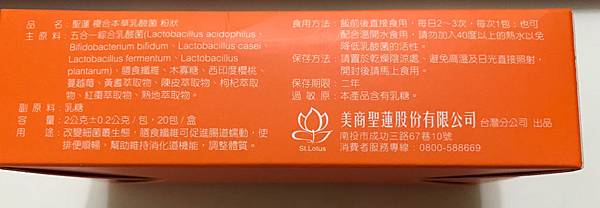 品　　名：聖蓮 複合本草乳酸菌 粉狀
主 原 料：五合一綜合乳酸菌(Lactobacillus acidophilus、
Bifidobacterium bifidum、Lactobacillus casei、
Lactobacillus fermentum、Lactobacillus
plantarum)，膳食纖維、木寡糖、西印度櫻桃、
蔓越莓、黃耆萃取物、陳皮萃取物、枸杞萃取
物、紅棗萃取物、熟地萃取物。
副 原 料：乳糖
容　　量：2公克±0.2公克 / 包，20包 / 盒
用　　途：改變細菌叢生態，膳食纖維可促進腸道蠕動，使
排便順暢，幫助維持消化道機能，調整體質。
食用方法：飯前後直接食用，每日2~3次，每次1包；也可
配合溫開水食用，請勿加入40度以上的熱水以免
降低乳酸菌的活性。
保存方法：請置於乾燥陰涼處，避免高溫及日光直接照射，
開封後請馬上食用。
保存期限：二年
過 敏 原：本產品含有乳糖。
St.Lotus
美商聖蓮股份有限公司 台灣分公司 出品
南投市成功三路67巷10號
消費者服務專線：0800-588669